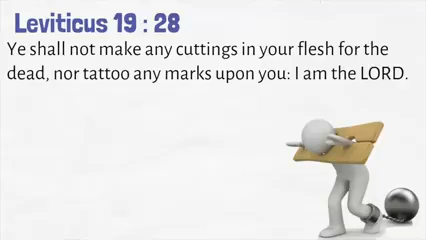 Leviticus 19 : 28
Ye shall not make any cuttings in your flesh for the
dead, nor tattoo any marks upon you: I am the LORD.